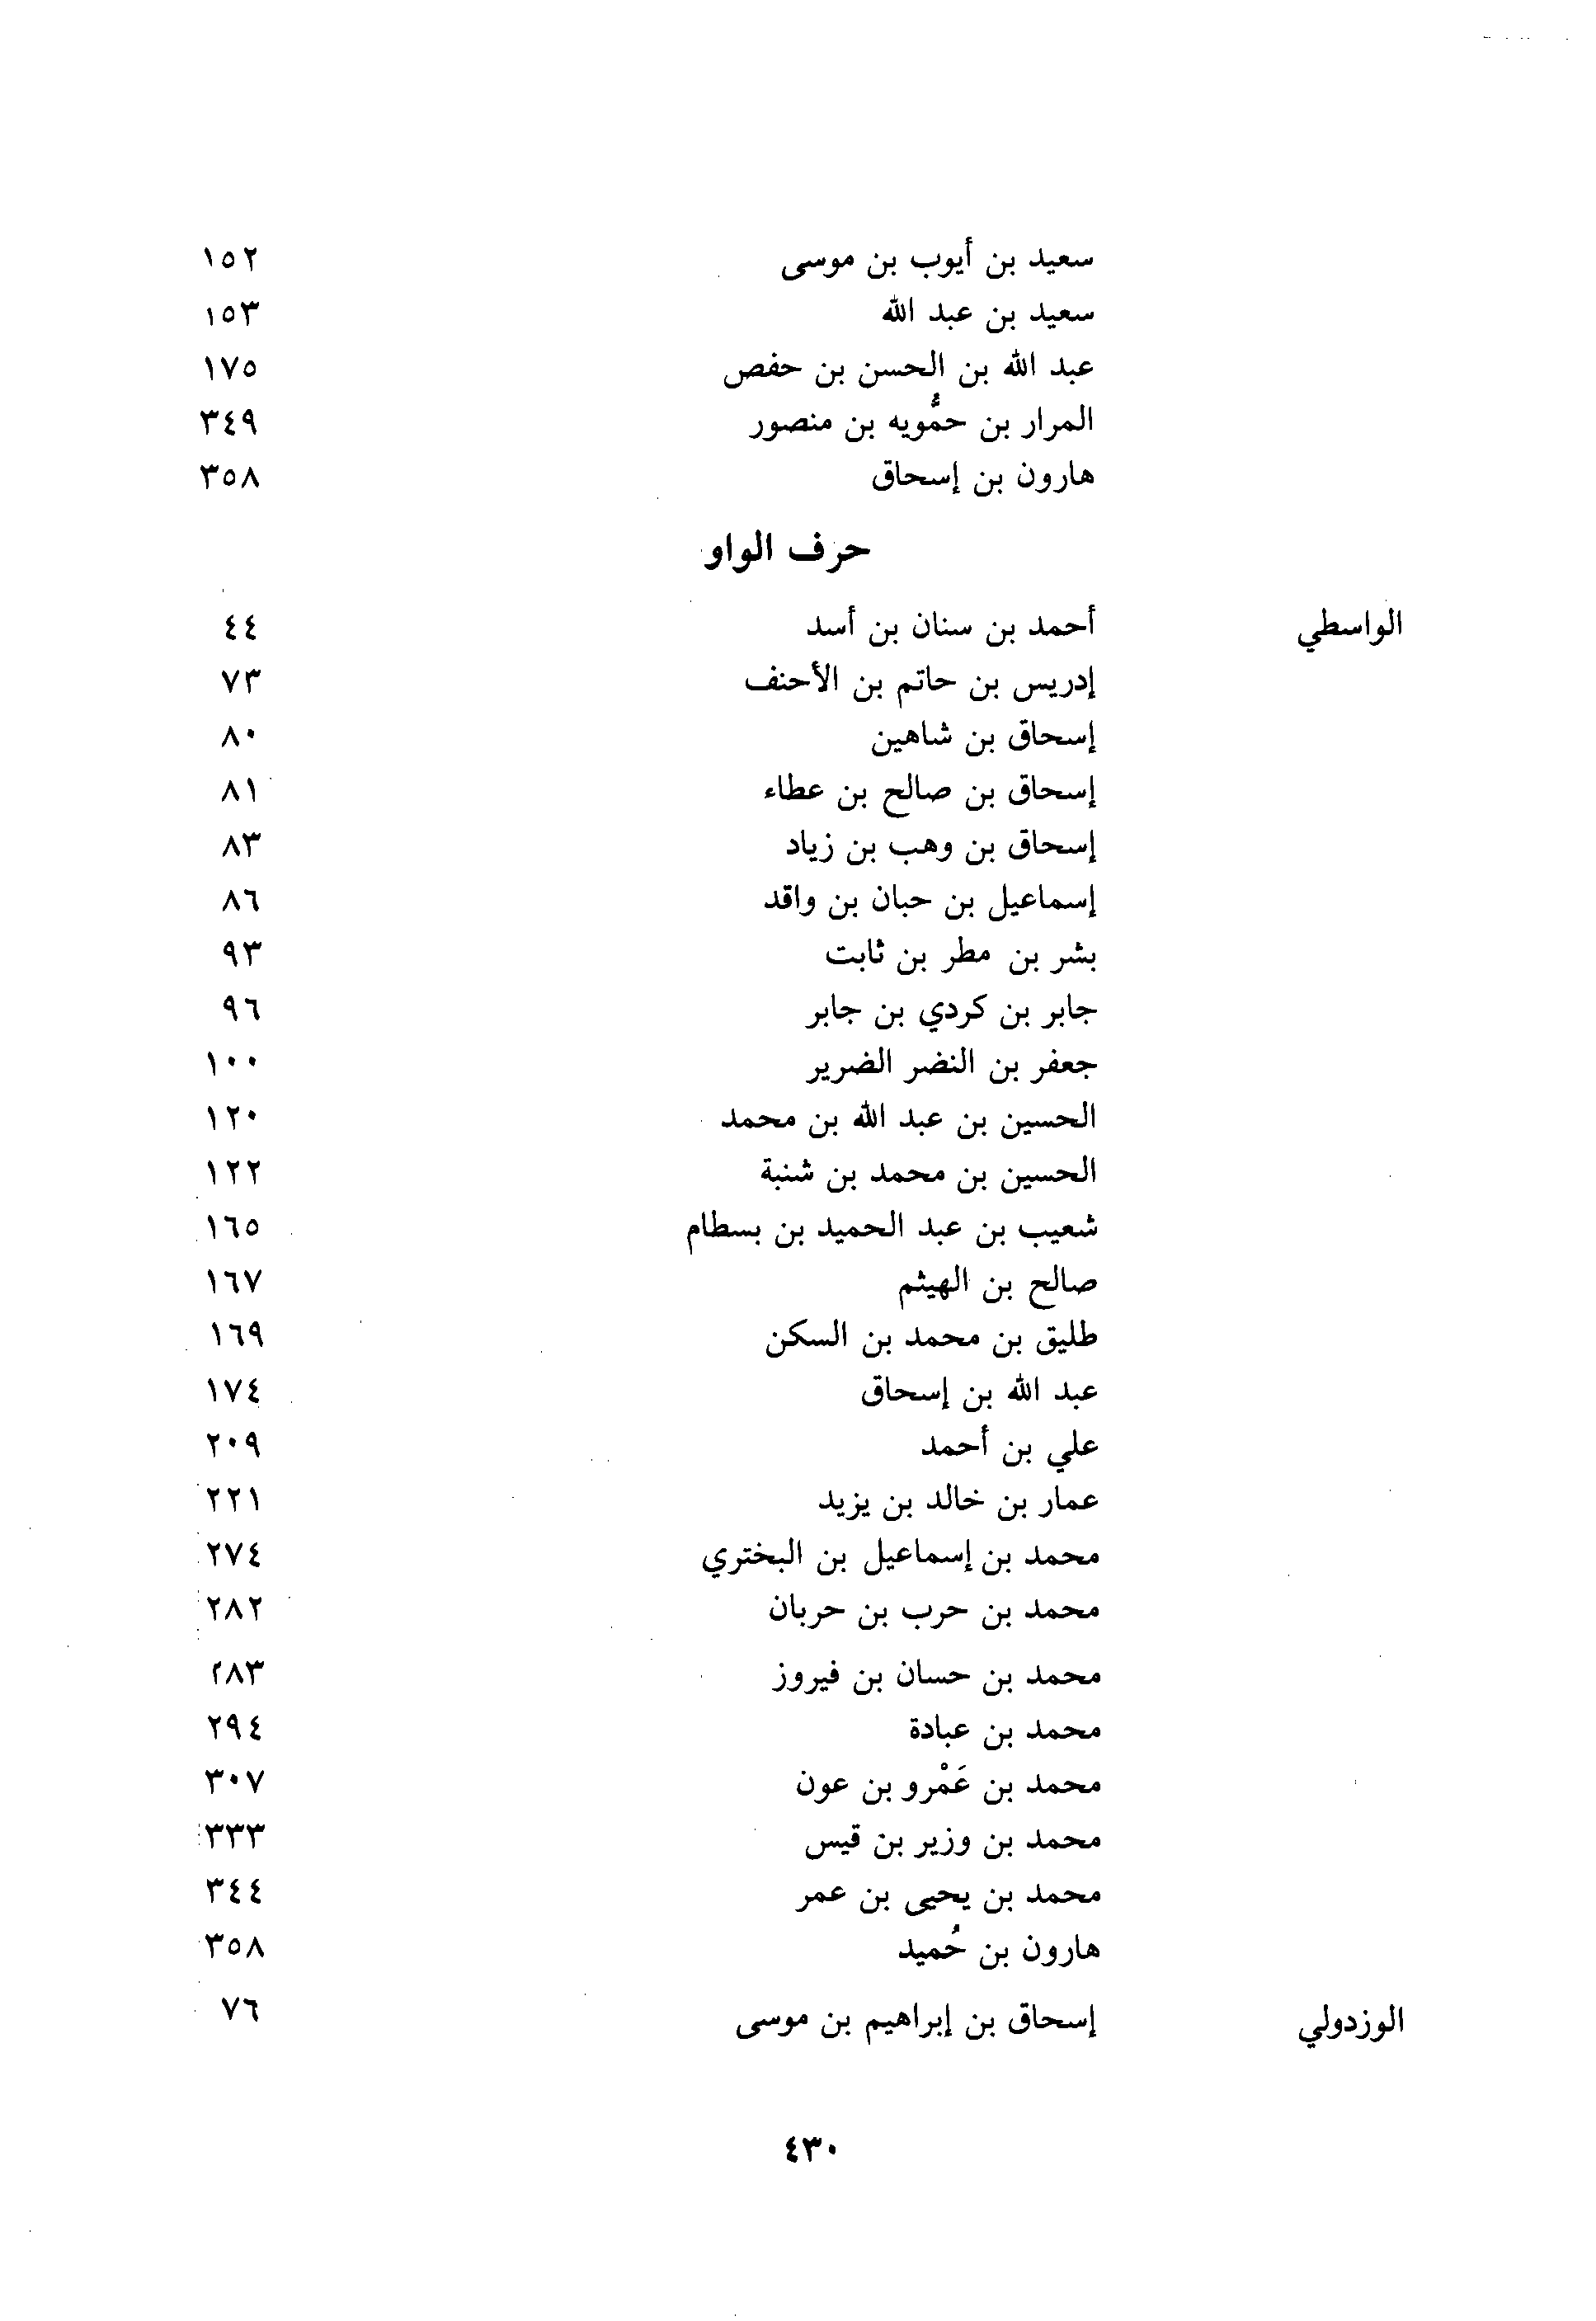 سعيد بن أيوب بن موسى ١٥٢
سعيد بن عبد الله ١٥٣
عبد الله بن الحسن بن حفص ١٧٥
المرار بن حمُّويه بن منصور ٣٤٩
هارون بن إسحاق ٣٥٨
حرف الواو
الواسطي أحمد بن سنان بن أسد ٤٤
إدريس بن حاتم بن الأحنف ٧٣
إسحاق بن شاهين ٨٠
إسحاق بن صالح بن عطاء ٨١
إسحاق بن وهب بن زياد ٨٣
إسماعيل بن حبان بن واقد ٨٦
بشر بن مطر بن ثابت ٩٣
جابر بن كردي بن جابر ٩٦
جعفر بن النضر الضرير ١٠٠
الحسين بن عبد الله بن محمد ١٢٠
الحسين بن محمد بن شنبة ١٢٢
شعيب بن عبد الحميد بن بسطام ١٦٥
صالح بن الهيثم ١٦٧
طليق بن محمد بن السكن ١٦٩
عبد الله بن إسحاق ١٧٤
علي بن أحمد ٢٠٩
عمار بن خالد بن يزيد ٢٢١
محمد بن إسماعيل بن البختري ٢٧٤
محمد بن حرب بن حربان ٢٨٢
محمد بن حسان بن فيروز ٢٨٣
محمد بن عبادة ٢٩٤
محمد بن عَمْرو بن عون ٣٠٧
محمد بن وزير بن قيس ٣٣٣
محمد بن يحيى بن عمر ٣٤٤
هارون بن حُميد ٣٥٨
الوزدولي إسحاق بن إبراهيم بن موسى ٧٦
٤٣٠